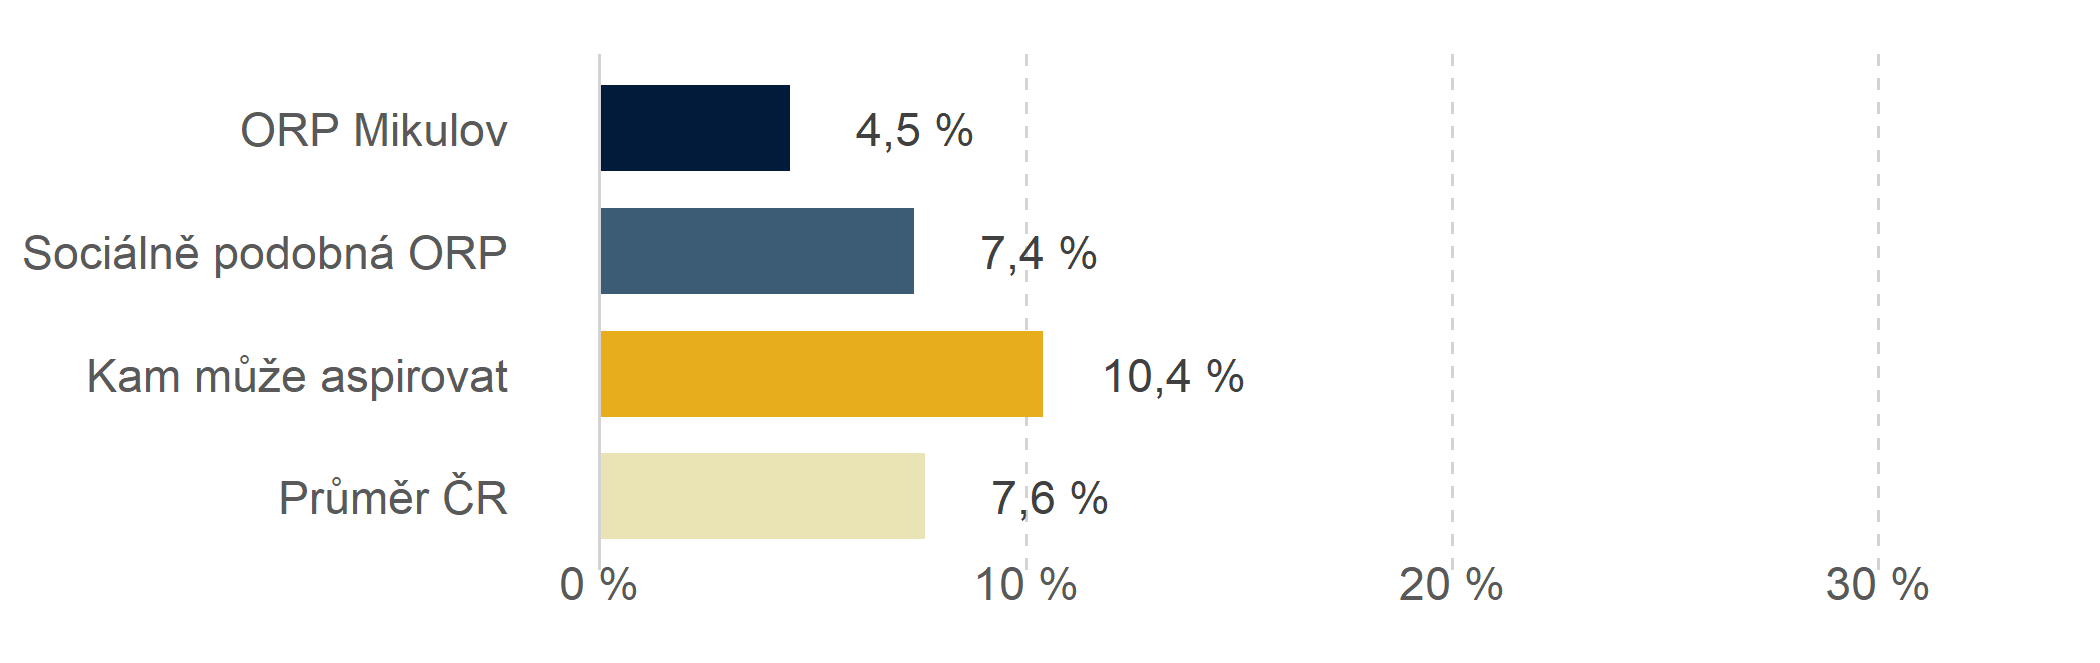 ORP Mikulov 4,5 %
Sociálně podobná ORP 7,4 %
Kam může aspirovat 10,4 %
Průměr ČR 7,6 %
0 % 10 % 20 % 30 %